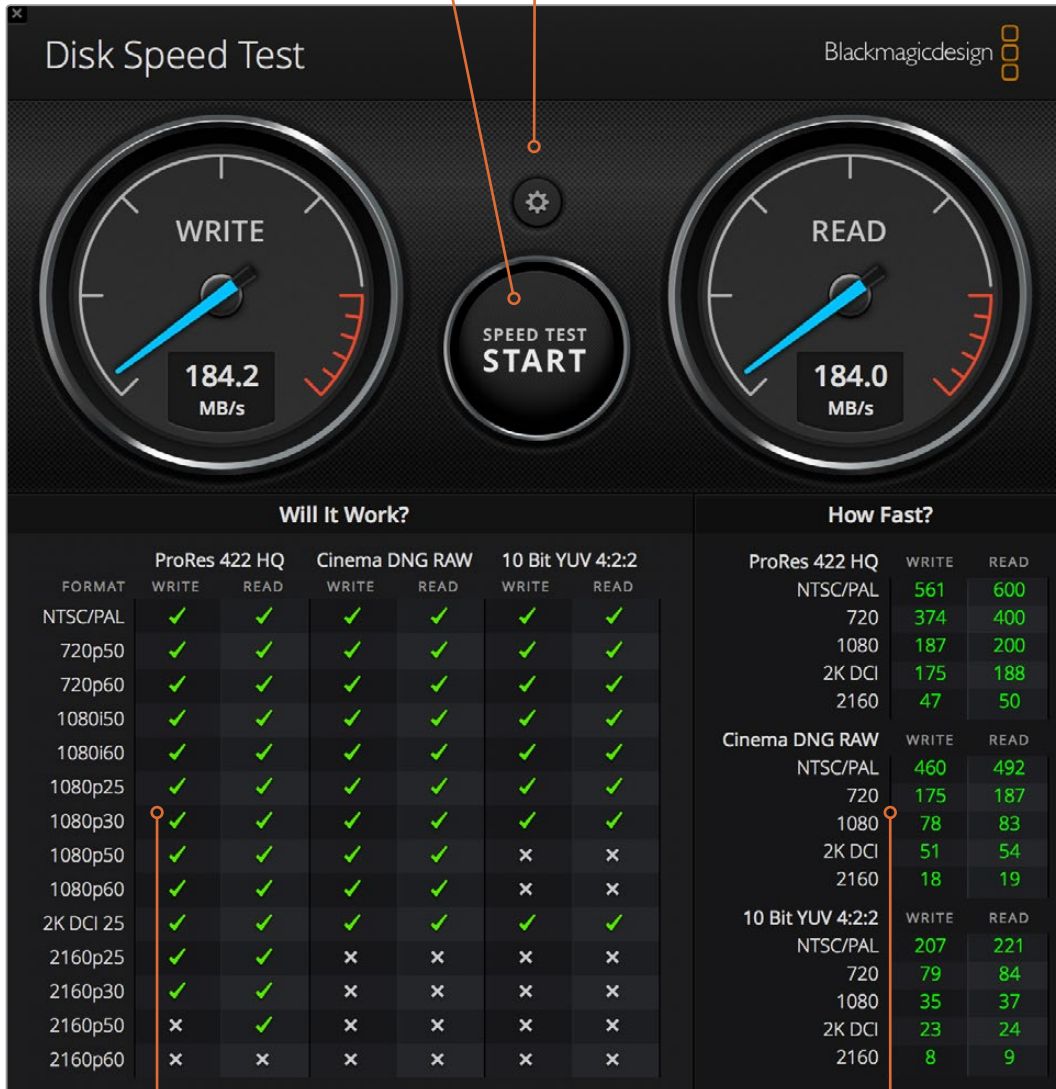 Disk Speed Test
Blackmagicdesign
WRITE
184.2
MB/s
SPEED TEST
START
READ
184.0
MB/s
Will It Work?
ProRes 422 HQ Cinema DNG RAW 10 Bit YUV 4:2:2
FORMAT WRITE READ WRITE READ WRITE READ
NTSC/PAL ✓ ✓ ✓ ✓ ✓ ✓
720p50 ✓ ✓ ✓ ✓ ✓ ✓
720p60 ✓ ✓ ✓ ✓ ✓ ✓
1080i50 ✓ ✓ ✓ ✓ ✓ ✓
1080i60 ✓ ✓ ✓ ✓ ✓ ✓
1080p25 ✓ ✓ ✓ ✓ ✓ ✓
1080p30 ✓ ✓ ✓ ✓ ✓ ✓
1080p50 ✓ ✓ ✓ ✓ × ×
1080p60 ✓ ✓ ✓ ✓ × ×
2K DCI 25 ✓ ✓ ✓ ✓ ✓ ✓
2160p25 ✓ ✓ × × × ×
2160p30 ✓ ✓ × × × ×
2160p50 × ✓ × × × ×
2160p60 × × × × × ×
How Fast?
ProRes 422 HQ WRITE READ
NTSC/PAL 561 600
720 374 400
1080 187 200
2K DCI 175 188
2160 47 50
Cinema DNG RAW WRITE READ
NTSC/PAL 460 492
720 175 187
1080 78 83
2K DCI 51 54
2160 18 19
10 Bit YUV 4:2:2 WRITE READ
NTSC/PAL 207 221
720 79 84
1080 35 37
2K DCI 23 24
2160 8 9